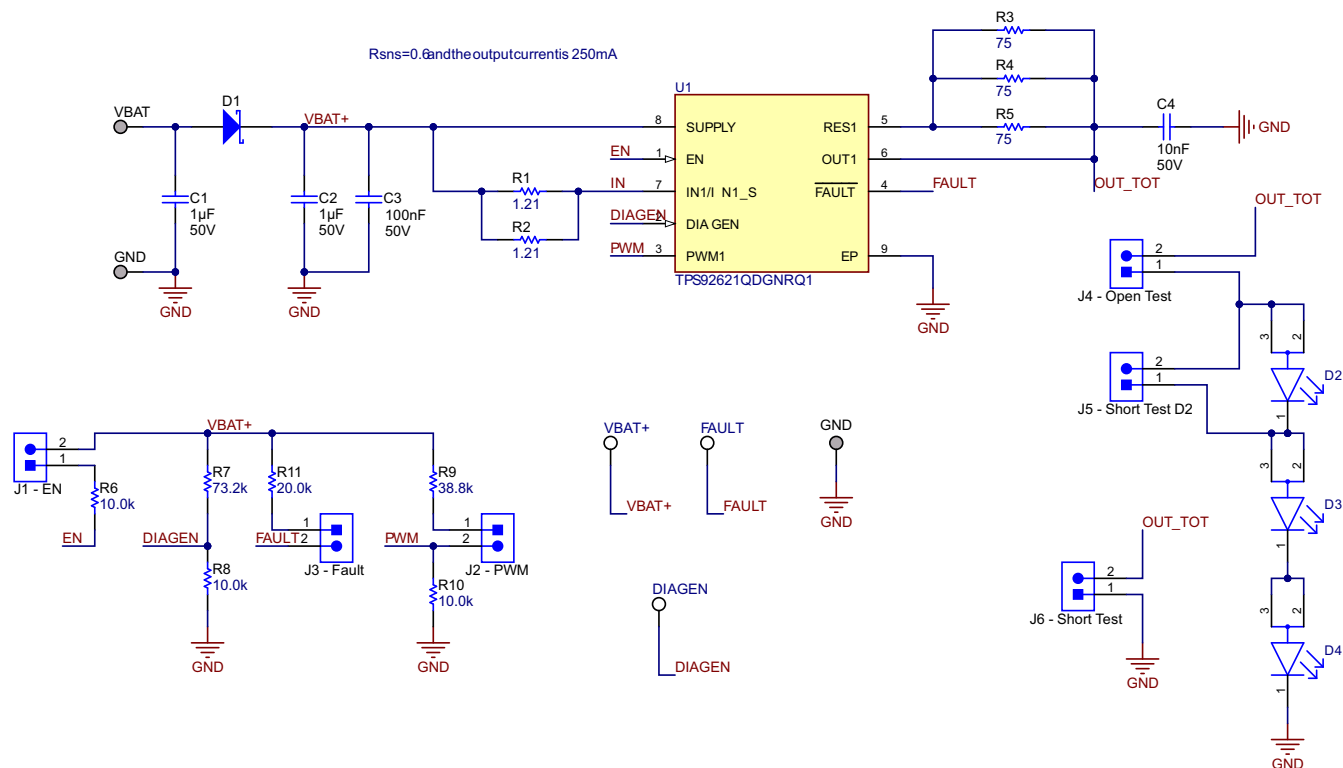 Rsns=0.6andtheoutputcurrentis 250mA
VBAT
D1
VBAT+
C1
1µF
50V
C2
1µF
50V
C3
100nF
50V
GND
GND
GND
R1
1.21
R2
1.21
EN
IN
DIAGEN
PWM
U1
8 SUPPLY
1 EN
7 IN1/I N1_S
2 DIA GEN
3 PWM1
RES1 5
OUT1 6
FAULT 4
EP 9
TPS92621QDGNRQ1
FAULT
GND
R3
75
R4
75
R5
75
C4
10nF
50V
GND
OUT_TOT
OUT_TOT
2
1
J4 - Open Test
2
1
J5 - Short Test D2
3
2
D2
1
3
2
D3
1
3
2
D4
1
GND
OUT_TOT
2
1
J6 - Short Test
GND
VBAT+
2
1
J1 - EN
R6
10.0k
EN
R7
73.2k
DIAGEN
R8
10.0k
GND
R11
20.0k
FAULT
1
2
J3 - Fault
R9
38.8k
PWM
1
2
J2 - PWM
R10
10.0k
GND
VBAT+
VBAT+
FAULT
FAULT
GND
GND
DIAGEN
DIAGEN